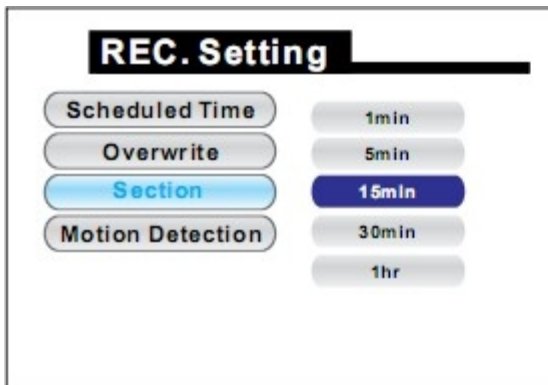 REC. Setting
Scheduled Time
Overwrite
Section
Motion Detection
1min
5min
15min
30min
1hr